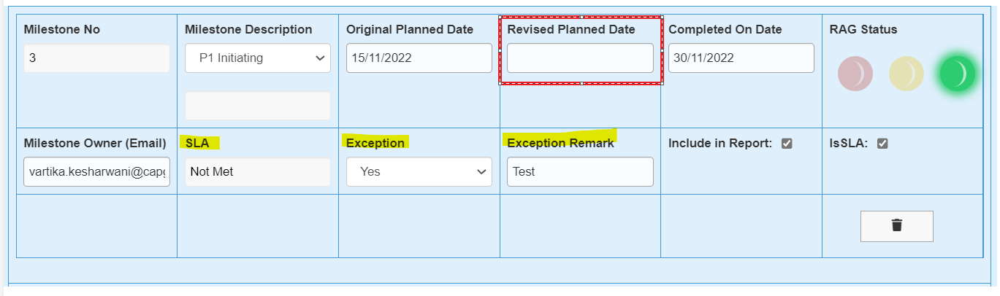 Milestone No
Milestone Description
Original Planned Date
Revised Planned Date
Completed On Date
RAG Status
3
P1 Initiating
15/11/2022
30/11/2022
Milestone Owner (Email)
SLA
Exception
Exception Remark
Include in Report:
IsSLA:
vartika.kesharwani@capg
Not Met
Yes
Test